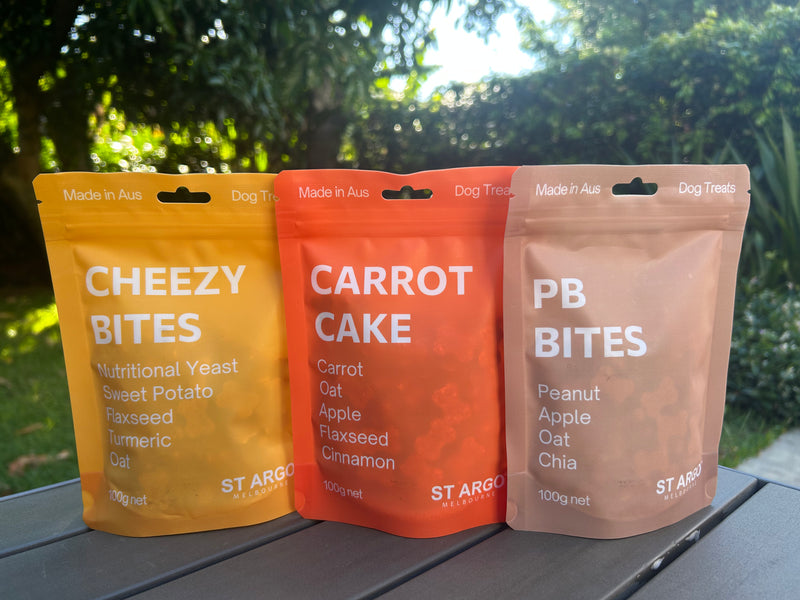 Made in Aus Dog Tre
CHEEZY
BITES
Nutritional Yeast
Sweet Potato
Flaxseed
Turmeric
Oat
100g net
ST ARGO
MELBOURNE
Made in Aus Dog Trea
CARROT
CAKE
Carrot
Oat
Apple
Flaxseed
Cinnamon
100g net
ST ARGO
MELBOURNE
Made in Aus Dog Treats
PB
BITES
Peanut
Apple
Oat
Chia
100g net
ST ARGO
MELBOURNE